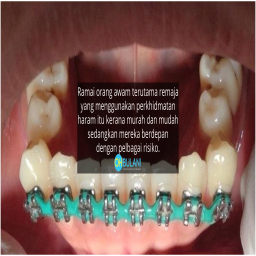 Ramai orang awam terutama remaja
yang menggunakan perkhidmatan
haram itu kerana murah dan mudah
sedangkan mereka berdepan
dengan pelbagai risiko.
BULANI